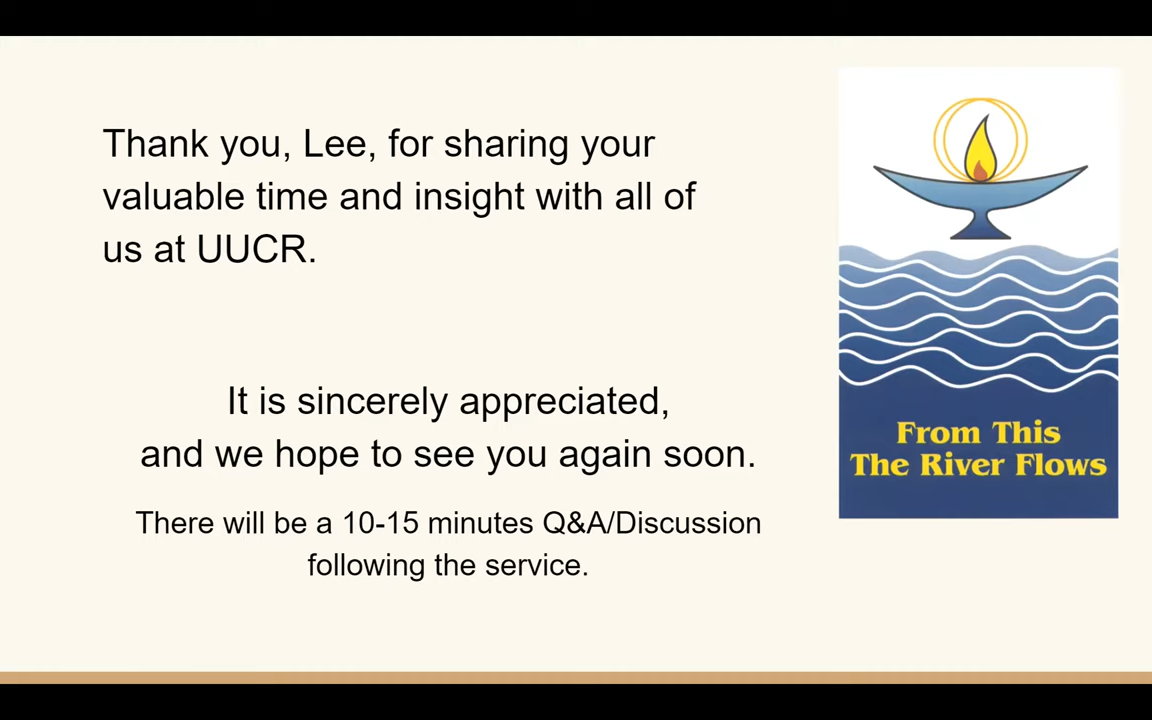 Thank you, Lee, for sharing your
valuable time and insight with all of
us at UUCR.
It is sincerely appreciated,
and we hope to see you again soon.
There will be a 10-15 minutes Q&A/Discussion
following the service.
From This
The River Flows